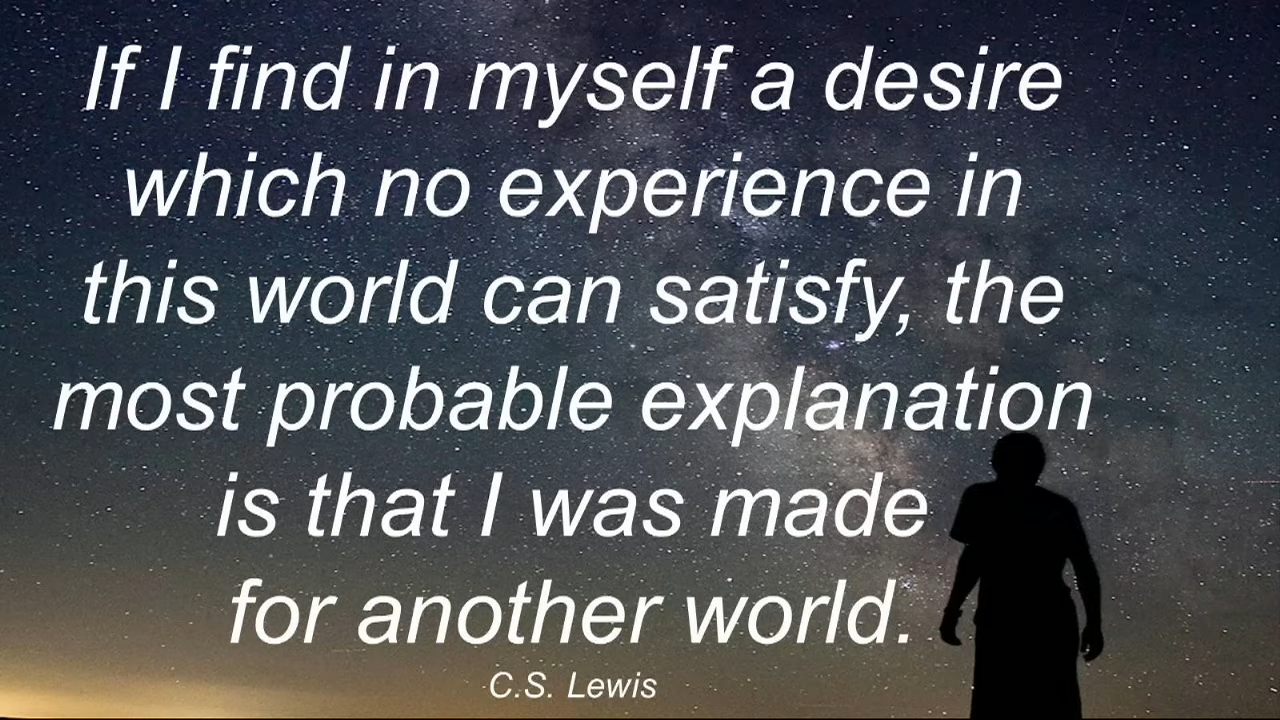 If I find in myself a desire
which no experience in
this world can satisfy, the
most probable explanation
is that I was made
for another world.
C.S. Lewis